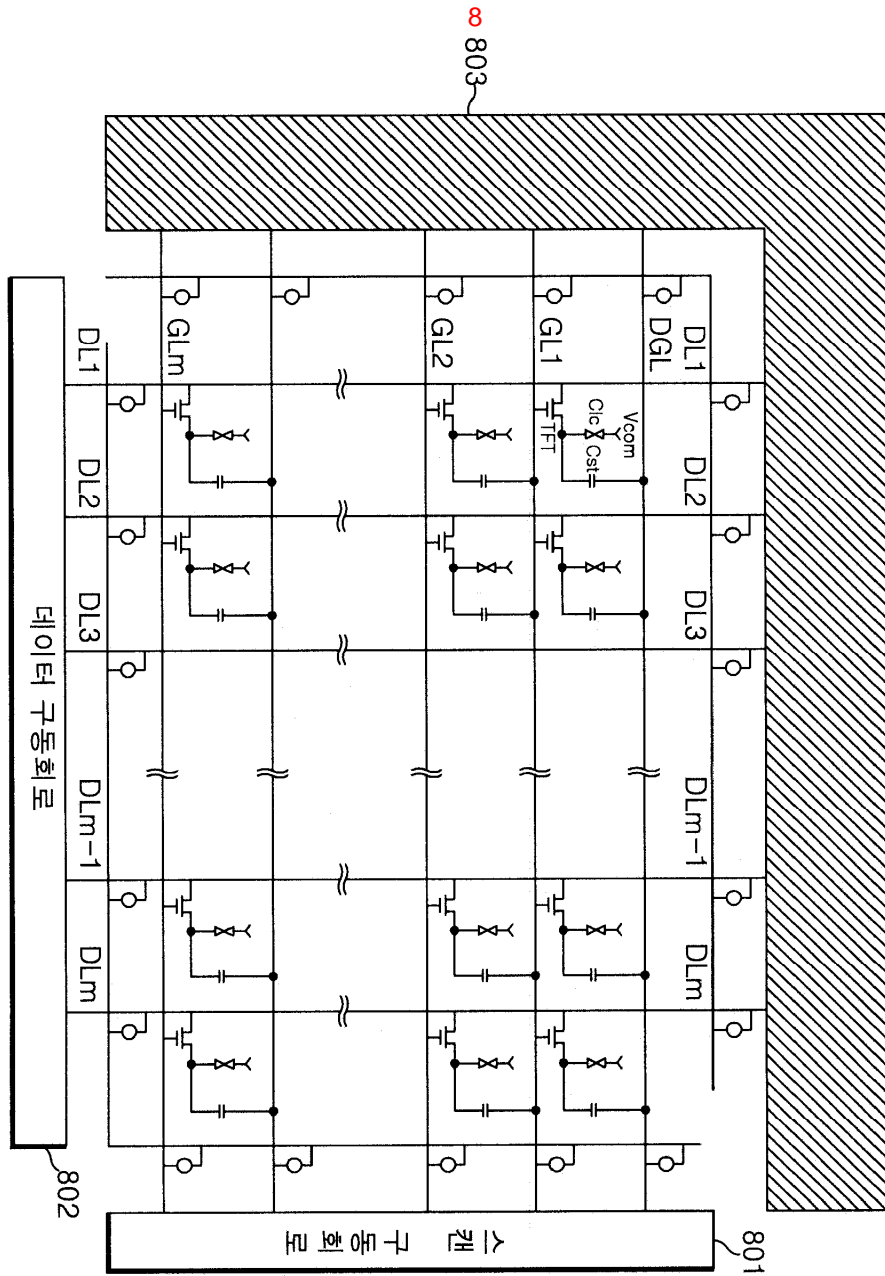 8
803
DL1
DL2
DL3
DLm-1
DLm
DGL
GL1
GL2
GLm
Vcom
Clc
Cst
TFT
DL1
DL2
DL3
DLm-1
DLm
데이터 구동회로
802
스캔 구동회로
801